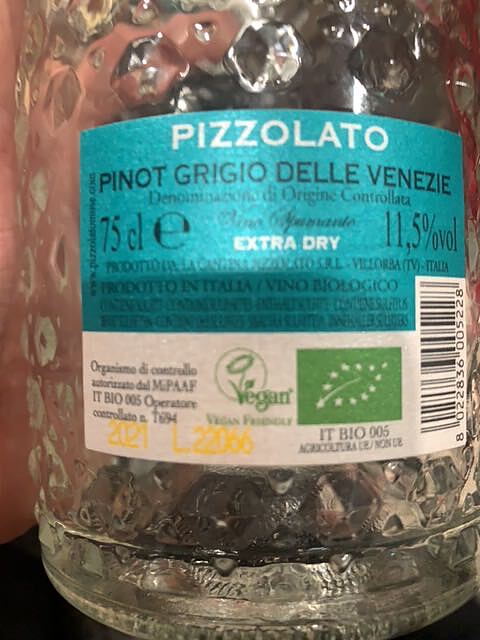 PIZZOLATO
PINOT GRIGIO DELLE VENEZIE
Denominazione di Origine Controllata
75 cl e Vino Spumante 11,5%vol
EXTRA DRY
PRODOTTO DA: LA CANTINA PIZZOLATO S.R.L. - VILLORBA (TV) - ITALIA
PRODOTTO IN ITALIA / VINO BIOLOGICO
Organismo di controllo
autorizzato dal MiPAAF
IT BIO 005 Operatore
controllato n. T694
Vegan
VEGAN FRIENDLY
IT BIO 005
AGRICOLTURA UE/NON UE
2021 L.22066
8 022836 005228